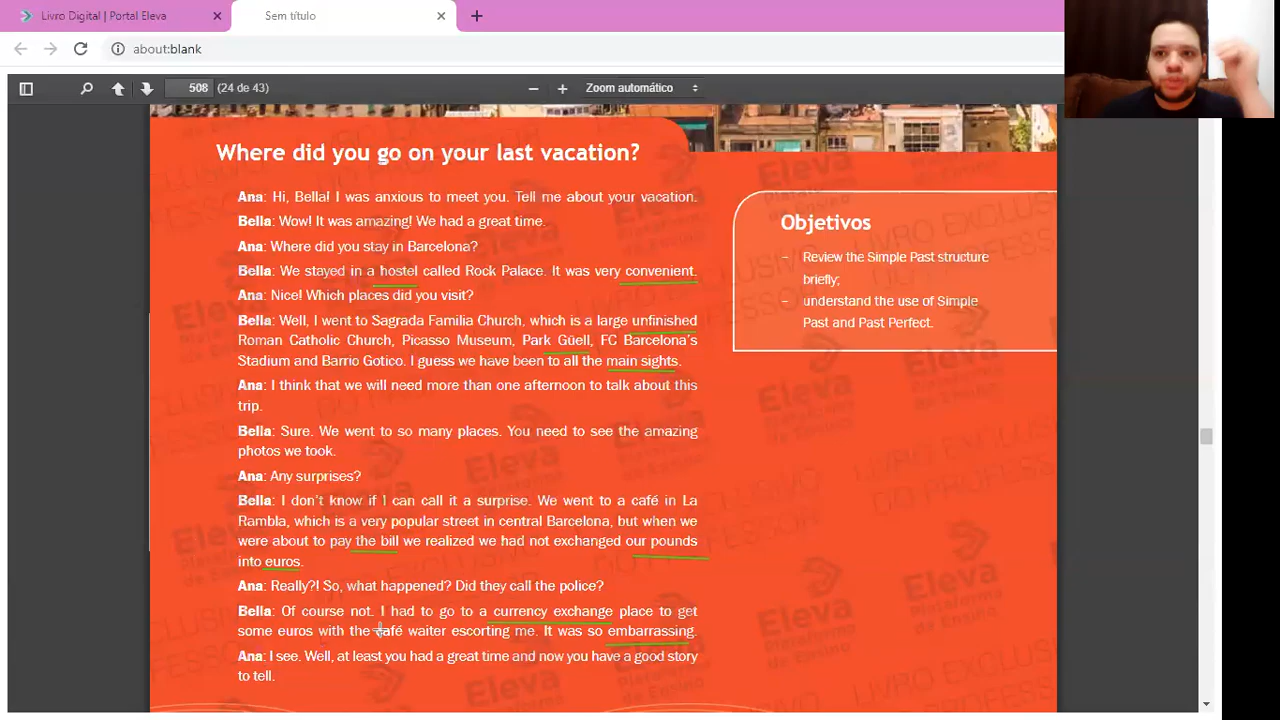 Livro Digital | Portal Eleva
Sem título
about:blank
508 (24 de 43)
Zoom automático
Where did you go on your last vacation?
Ana: Hi, Bella! I was anxious to meet you. Tell me about your vacation.
Bella: Wow! It was amazing! We had a great time.
Ana: Where did you stay in Barcelona?
Bella: We stayed in a hostel called Rock Palace. It was very convenient.
Ana: Nice! Which places did you visit?
Bella: Well, I went to Sagrada Familia Church, which is a large unfinished
Roman Catholic Church, Picasso Museum, Park Güell, FC Barcelona's
Stadium and Barrio Gotico. I guess we have been to all the main sights.
Ana: I think that we will need more than one afternoon to talk about this
trip.
Bella: Sure. We went to so many places. You need to see the amazing
photos we took.
Ana: Any surprises?
Bella: I don't know if I can call it a surprise. We went to a café in La
Rambla, which is a very popular street in central Barcelona, but when we
were about to pay the bill we realized we had not exchanged our pounds
into euros.
Ana: Really?! So, what happened? Did they call the police?
Bella: Of course not. I had to go to a currency exchange place to get
some euros with the café waiter escorting me. It was so embarrassing.
Ana: I see. Well, at least you had a great time and now you have a good story
to tell.
Objetivos
– Review the Simple Past structure
briefly;
– understand the use of Simple
Past and Past Perfect.